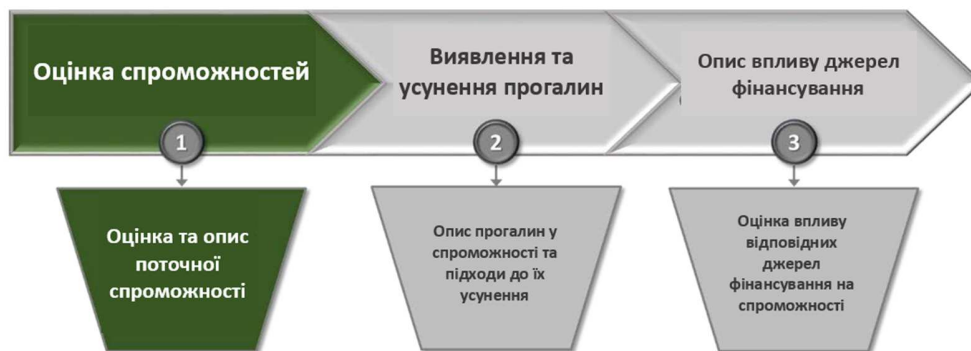 Оцінка спроможностей
Виявлення та
усунення прогалин
Опис впливу джерел
фінансування
1
2
3
Оцінка та опис
поточної
спроможності
Опис прогалин у
спроможності та
підходи до їх
усунення
Оцінка впливу
відповідних
джерел
фінансування на
спроможності